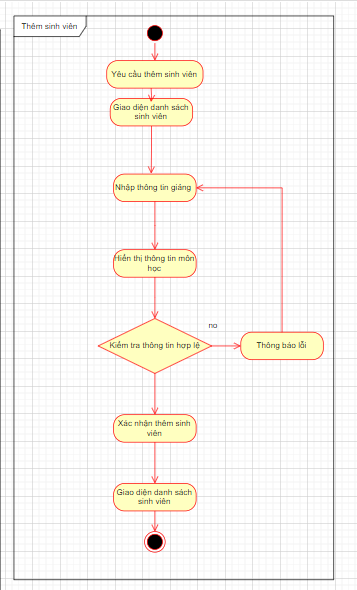 Thêm sinh viên
Yêu cầu thêm sinh viên
Giao diện danh sách
sinh viên
Nhập thông tin giảng
Hiển thị thông tin môn
học
no
Kiểm tra thông tin hợp lệ
Thông báo lỗi
Xác nhận thêm sinh
viên
Giao diện danh sách
sinh viên